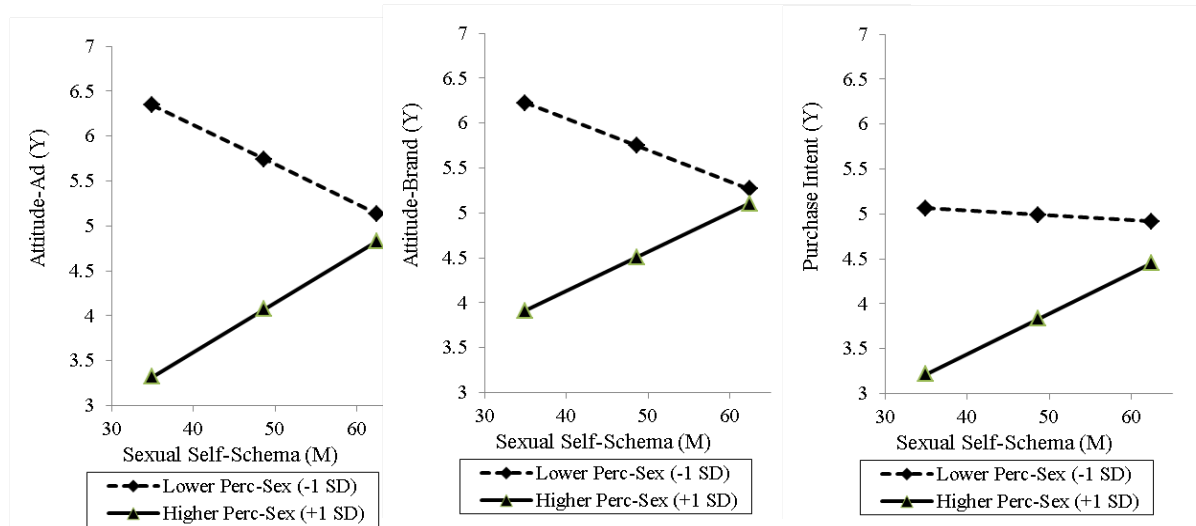 7
6.5
6
5.5
5
4.5
4
3.5
3
Attitude-Ad (Y)
30 40 50 60
Sexual Self-Schema (M)
Lower Perc-Sex (-1 SD)
Higher Perc-Sex (+1 SD)
7
6.5
6
5.5
5
4.5
4
3.5
3
Attitude-Brand (Y)
30 40 50 60
Sexual Self-Schema (M)
Lower Perc-Sex (-1 SD)
Higher Perc-Sex (+1 SD)
7
6.5
6
5.5
5
4.5
4
3.5
3
Purchase Intent (Y)
30 40 50 60
Sexual Self-Schema (M)
Lower Perc-Sex (-1 SD)
Higher Perc-Sex (+1 SD)